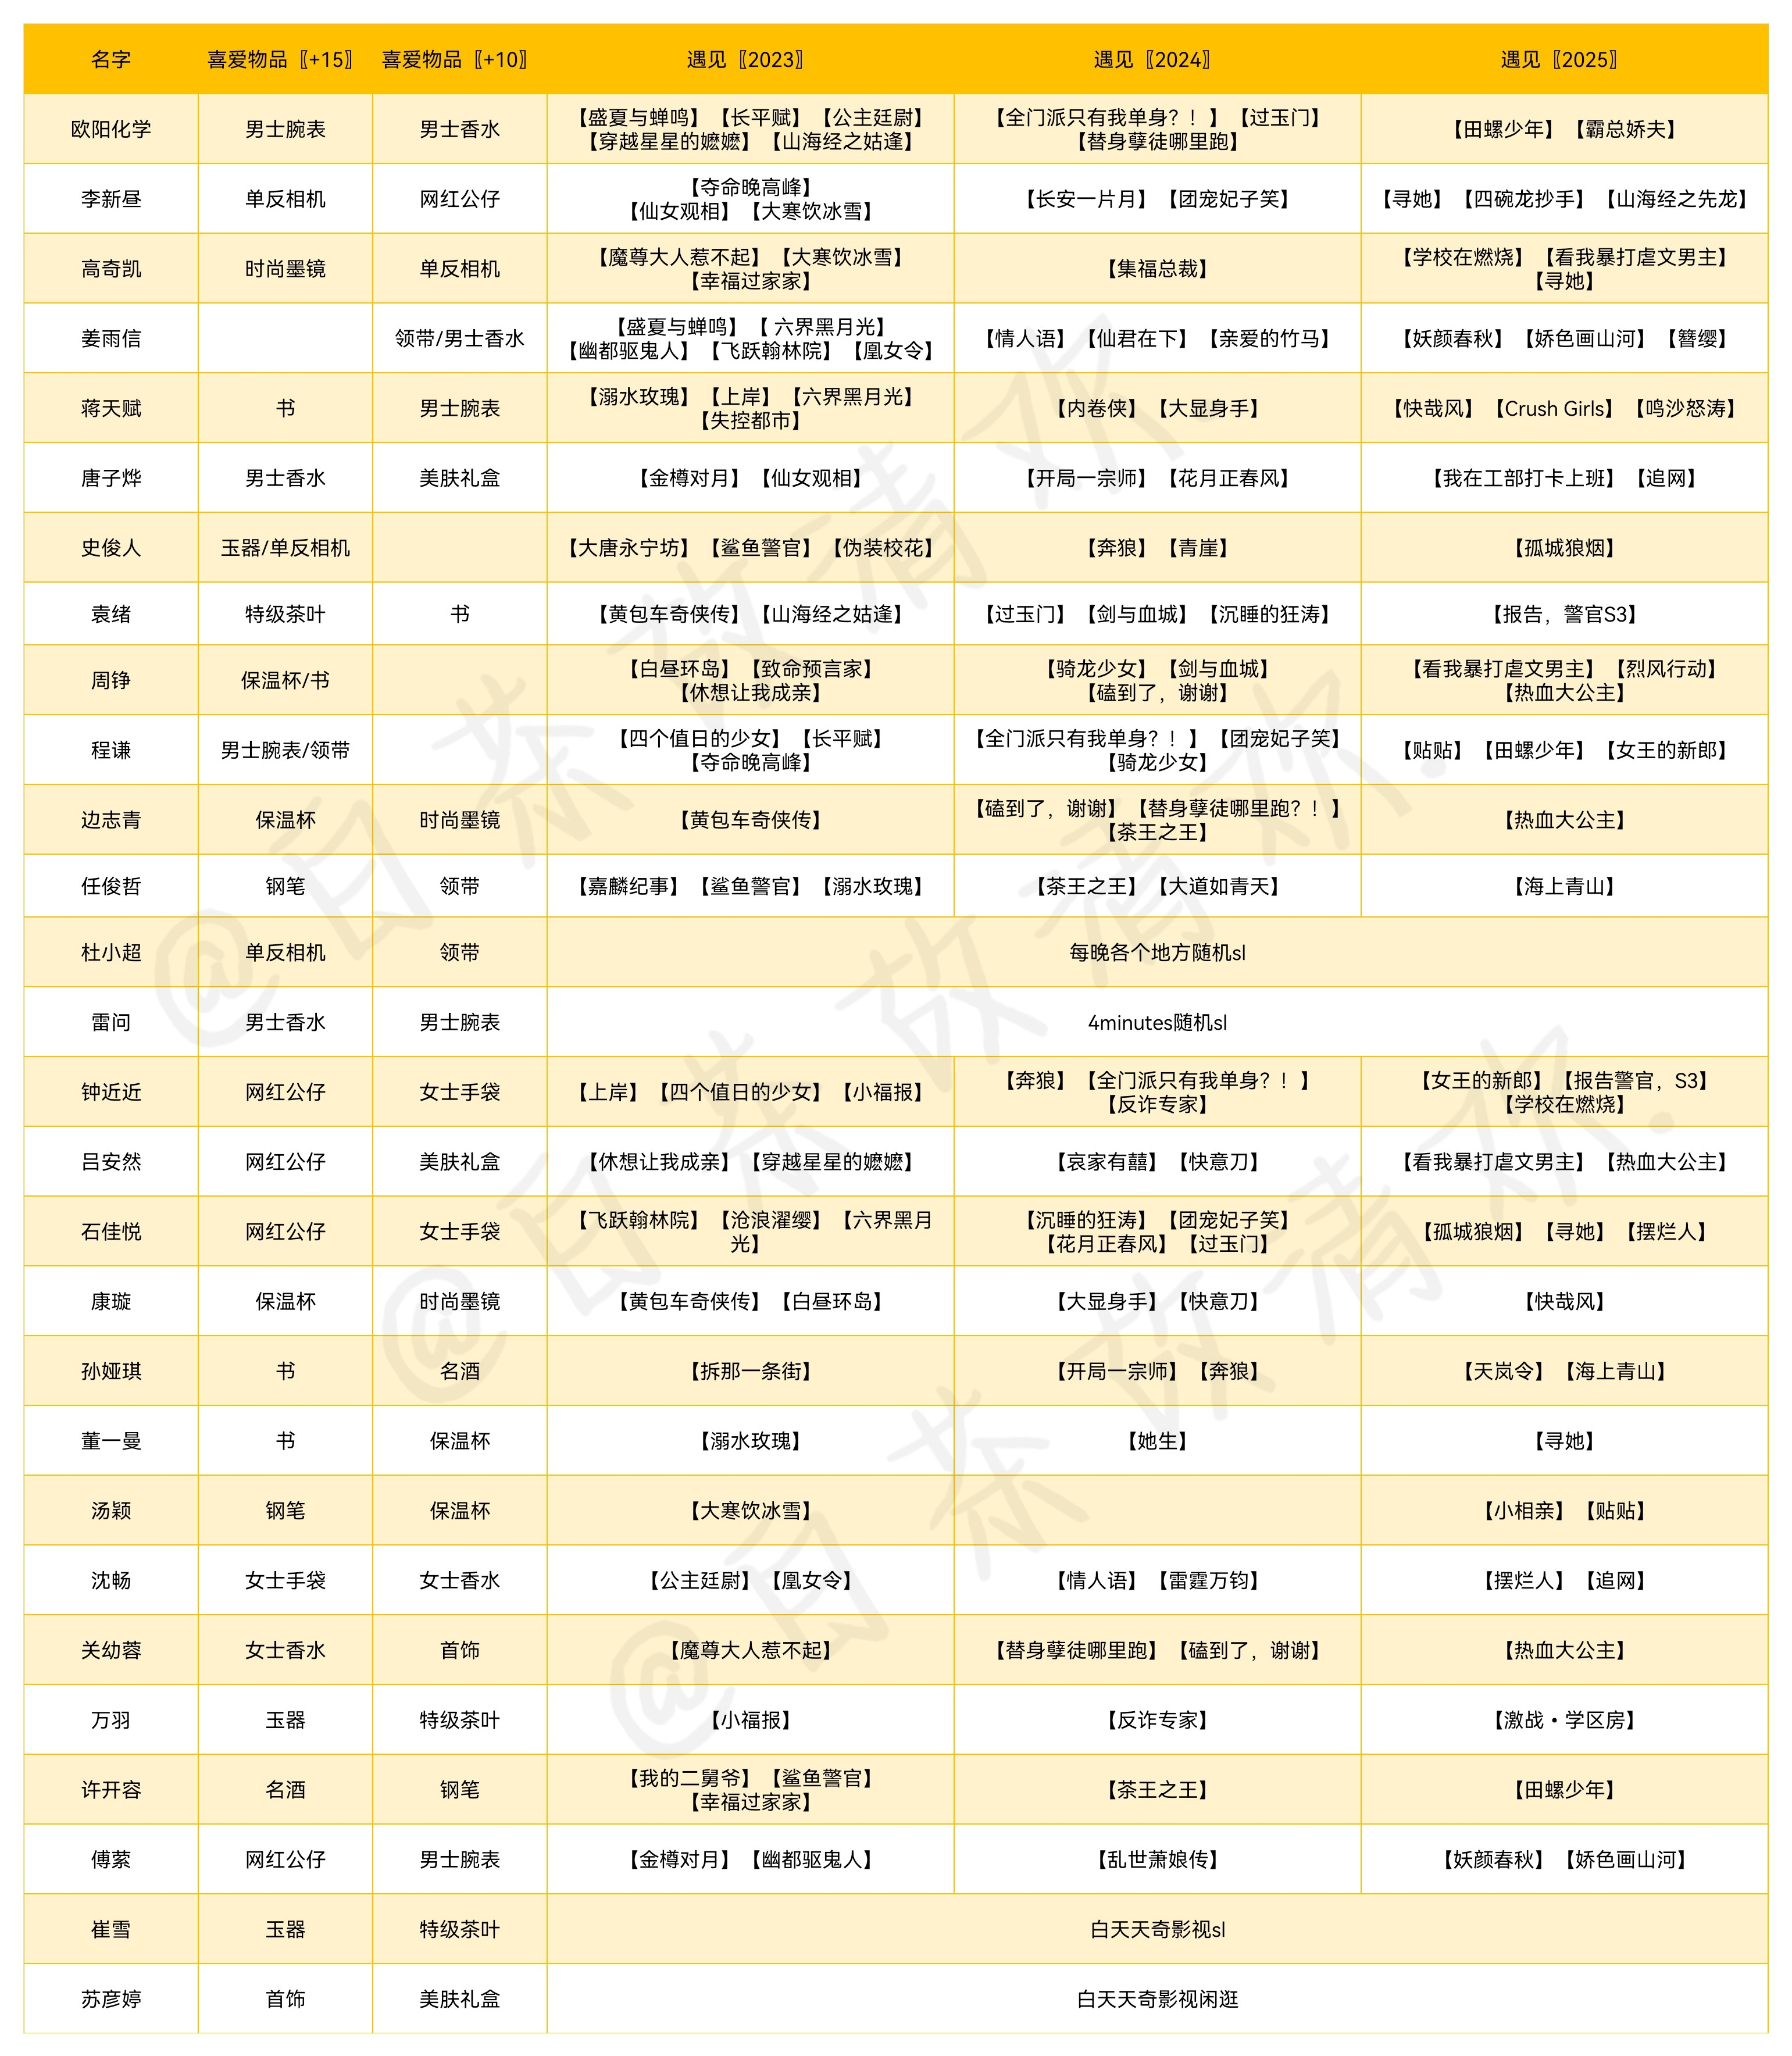 名字 喜爱物品〖+15〗 喜爱物品〖+10〗 遇见〖2023〗 遇见〖2024〗 遇见〖2025〗
欧阳化学 男士腕表 男士香水 【盛夏与蝉鸣】【长平赋】【公主廷尉】 【全门派只有我单身？！】【过玉门】 【田螺少年】【霸总娇夫】
【穿越星星的嬷嬷】【山海经之姑逢】 【替身孽徒哪里跑】
李新昼 单反相机 网红公仔 【夺命晚高峰】 【长安一片月】【团宠妃子笑】 【寻她】【四碗龙抄手】【山海经之先龙】
【仙女观相】【大寒饮冰雪】
高奇凯 时尚墨镜 单反相机 【魔尊大人惹不起】【大寒饮冰雪】 【集福总裁】 【学校在燃烧】【看我暴打虐文男主】
【幸福过家家】 【寻她】
姜雨信 领带/男士香水 【盛夏与蝉鸣】【 六界黑月光】 【情人语】【仙君在下】【亲爱的竹马】 【妖颜春秋】【娇色画山河】【簪缨】
【幽都驱鬼人】【飞跃翰林院】【凰女令】
蒋天赋 书 男士腕表 【溺水玫瑰】【上岸】【六界黑月光】 【内卷侠】【大显身手】 【快哉风】【Crush Girls】【鸣沙怒涛】
【失控都市】
唐子烨 男士香水 美肤礼盒 【金樽对月】【仙女观相】 【开局一宗师】【花月正春风】 【我在工部打卡上班】【追网】
史俊人 玉器/单反相机 【大唐永宁坊】【鲨鱼警官】【伪装校花】 【奔狼】【青崖】 【孤城狼烟】
袁绪 特级茶叶 书 【黄包车奇侠传】【山海经之姑逢】 【过玉门】【剑与血城】【沉睡的狂涛】 【报告，警官S3】
周铮 保温杯/书 【白昼环岛】【致命预言家】 【骑龙少女】【剑与血城】 【看我暴打虐文男主】【烈风行动】
【休想让我成亲】 【磕到了，谢谢】 【热血大公主】
程谦 男士腕表/领带 【四个值日的少女】【长平赋】 【全门派只有我单身？！】【团宠妃子笑】 【贴贴】【田螺少年】【女王的新郎】
【夺命晚高峰】 【骑龙少女】
边志青 保温杯 时尚墨镜 【黄包车奇侠传】 【磕到了，谢谢】【替身孽徒哪里跑？！】 【热血大公主】
【茶王之王】
任俊哲 钢笔 领带 【嘉麟纪事】【鲨鱼警官】【溺水玫瑰】 【茶王之王】【大道如青天】 【海上青山】
杜小超 单反相机 领带 每晚各个地方随机sl
雷问 男士香水 男士腕表 4minutes随机sl
钟近近 网红公仔 女士手袋 【上岸】【四个值日的少女】【小福报】 【奔狼】【全门派只有我单身？！】 【女王的新郎】【报告警官，S3】
【反诈专家】 【学校在燃烧】
吕安然 网红公仔 美肤礼盒 【休想让我成亲】【穿越星星的嬷嬷】 【哀家有囍】【快意刀】 【看我暴打虐文男主】【热血大公主】
石佳悦 网红公仔 女士手袋 【飞跃翰林院】【沧浪濯缨】【六界黑月 【沉睡的狂涛】【团宠妃子笑】 【孤城狼烟】【寻她】【摆烂人】
光】 【花月正春风】【过玉门】
康璇 保温杯 时尚墨镜 【黄包车奇侠传】【白昼环岛】 【大显身手】【快意刀】 【快哉风】
孙娅琪 书 名酒 【拆那一条街】 【开局一宗师】【奔狼】 【天岚令】【海上青山】
董一曼 书 保温杯 【溺水玫瑰】 【她生】 【寻她】
汤颖 钢笔 保温杯 【大寒饮冰雪】 【小相亲】【贴贴】
沈畅 女士手袋 女士香水 【公主廷尉】【凰女令】 【情人语】【雷霆万钧】 【摆烂人】【追网】
关幼蓉 女士香水 首饰 【魔尊大人惹不起】 【替身孽徒哪里跑】【磕到了，谢谢】 【热血大公主】
万羽 玉器 特级茶叶 【小福报】 【反诈专家】 【激战·学区房】
许开容 名酒 钢笔 【我的二舅爷】【鲨鱼警官】 【茶王之王】 【田螺少年】
【幸福过家家】
傅萦 网红公仔 男士腕表 【金樽对月】【幽都驱鬼人】 【乱世萧娘传】 【妖颜春秋】【娇色画山河】
崔雪 玉器 特级茶叶 白天天奇影视sl
苏彦婷 首饰 美肤礼盒 白天天奇影视闲逛